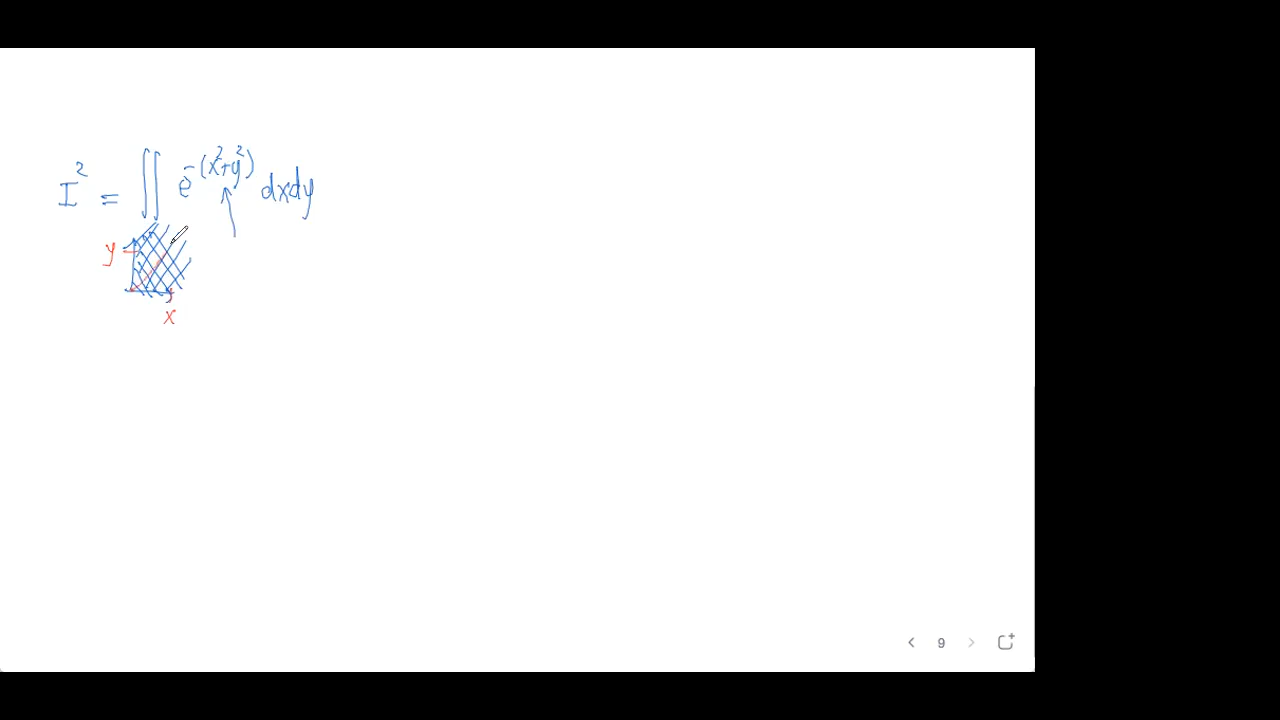 I² = ∬ e^-(x²+y²) dxdy
y
x
9